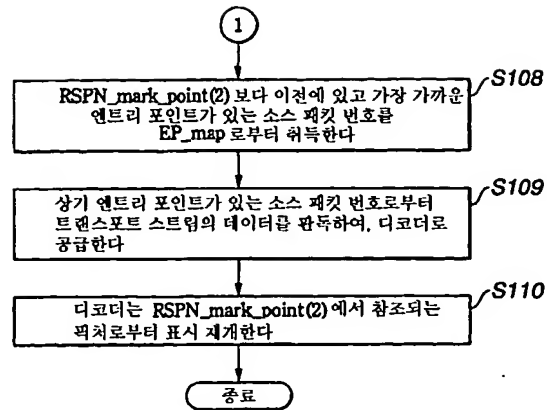 1
RSPN_mark_point(2) 보다 이전에 있고 가장 가까운
엔트리 포인트가 있는 소스 패킷 번호를
EP_map 로부터 취득한다
S108
상기 엔트리 포인트가 있는 소스 패킷 번호로부터
트랜스포트 스트림의 데이터를 판독하여, 디코더로
공급한다
S109
디코더는 RSPN_mark_point(2) 에서 참조되는
픽처로부터 표시 재개한다
S110
종료